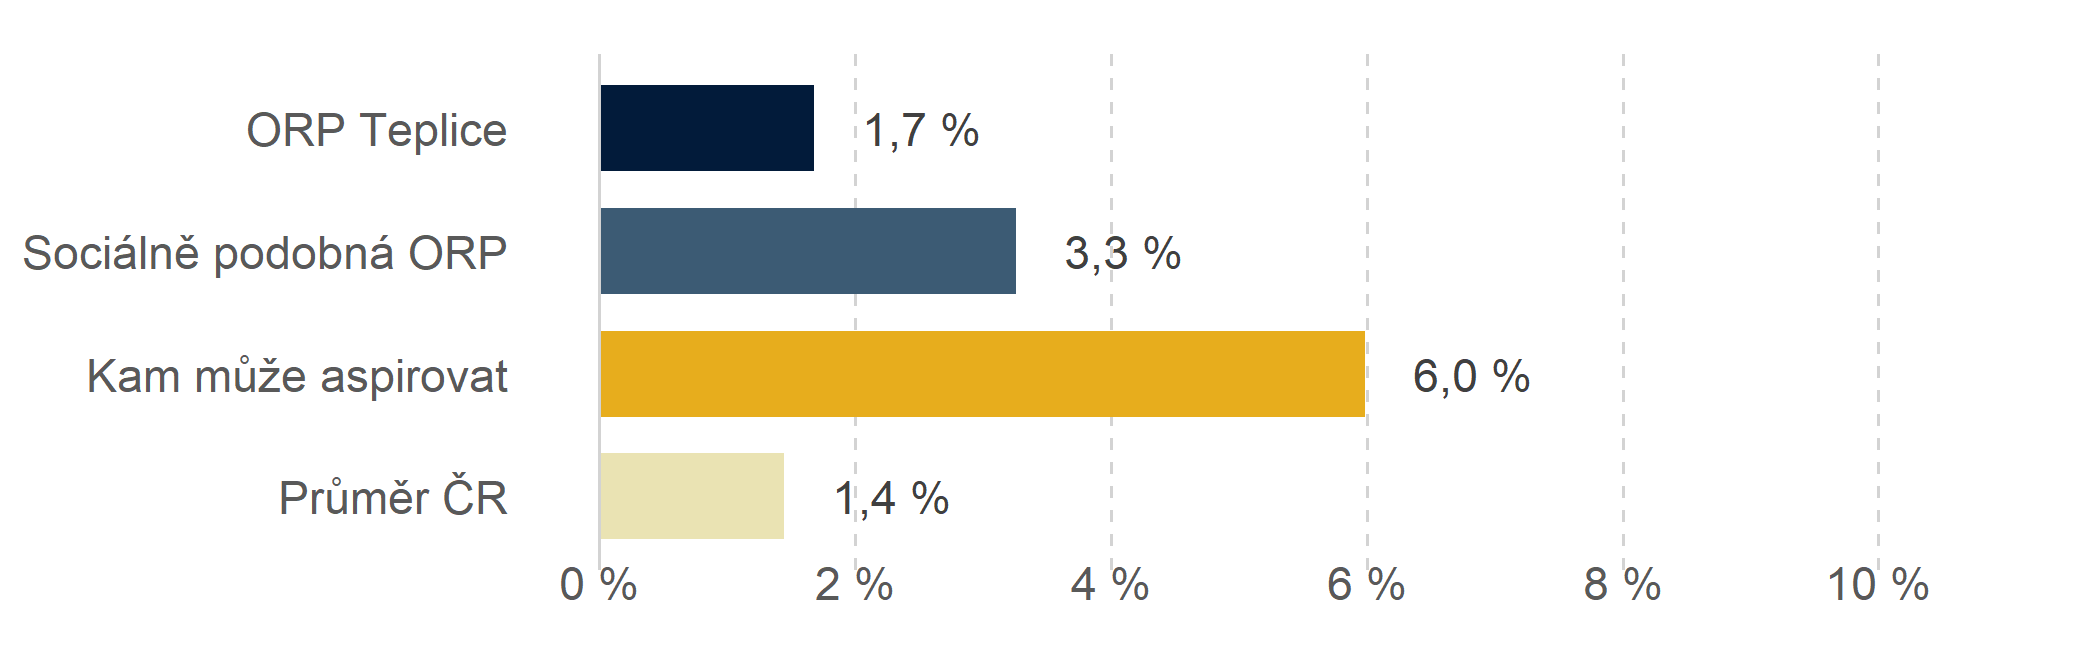 ORP Teplice 1,7 %
Sociálně podobná ORP 3,3 %
Kam může aspirovat 6,0 %
Průměr ČR 1,4 %
0 % 2 % 4 % 6 % 8 % 10 %